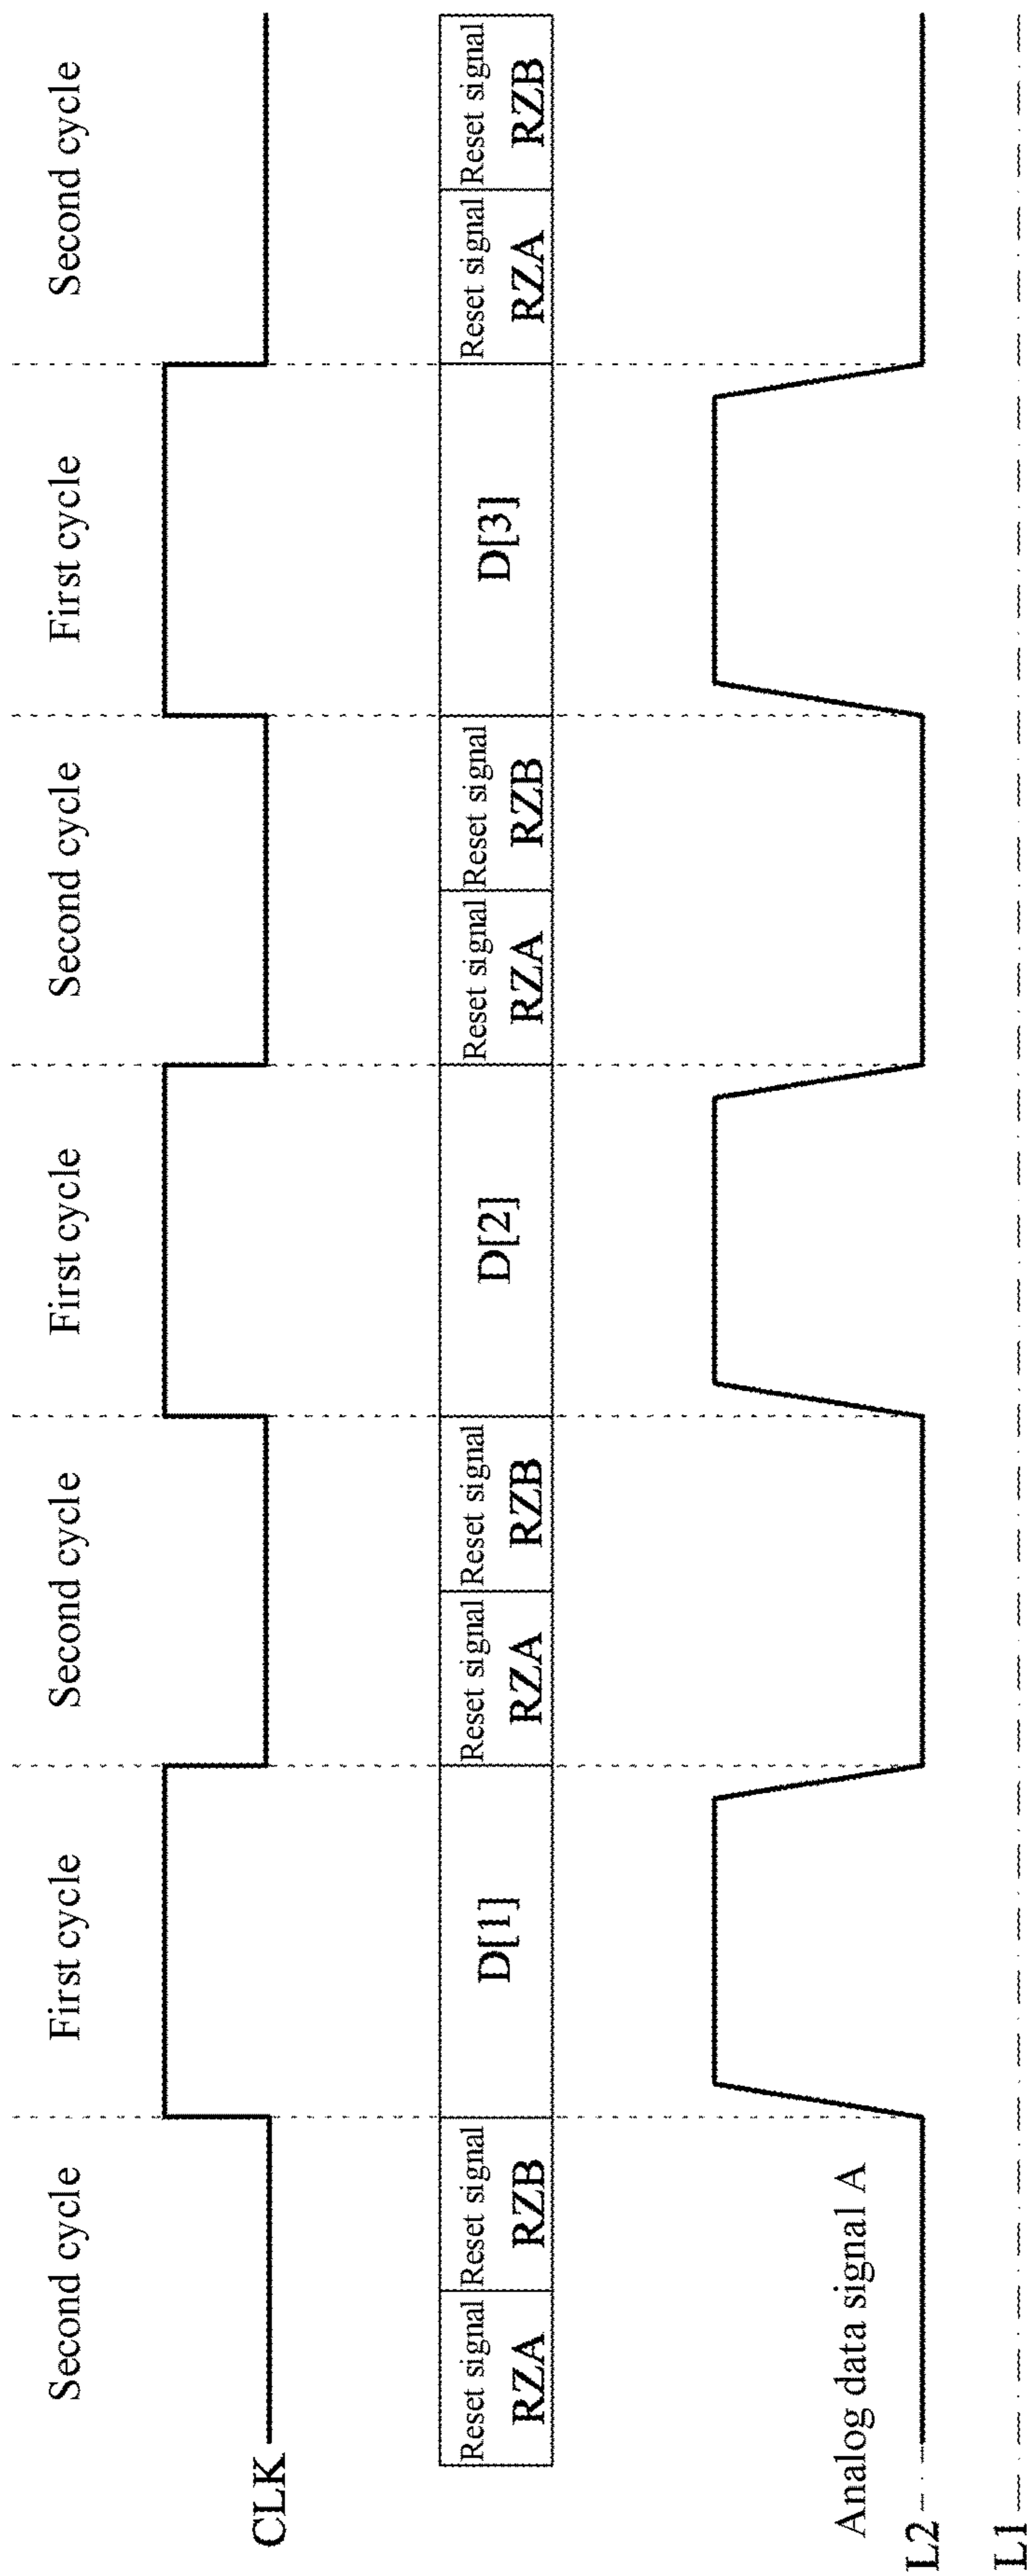 Second cycle
First cycle
Second cycle
First cycle
Second cycle
First cycle
Second cycle
CLK
Reset signal
RZA
Reset signal
RZB
D[1]
Reset signal
RZA
Reset signal
RZB
D[2]
Reset signal
RZA
Reset signal
RZB
D[3]
Reset signal
RZA
Reset signal
RZB
Analog data signal A
L2
L1